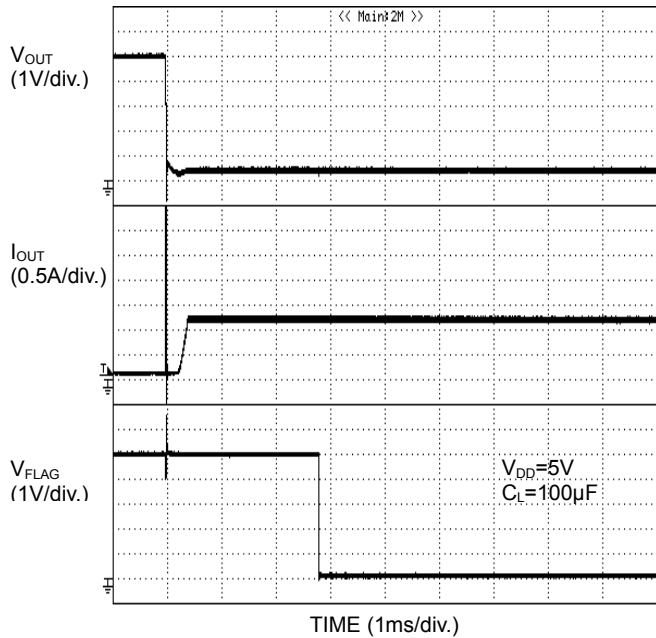 << Main:2M >>
VOUT
(1V/div.)
IOUT
(0.5A/div.)
T
VFLAG
(1V/div.)
VDD=5V
CL=100µF
TIME (1ms/div.)